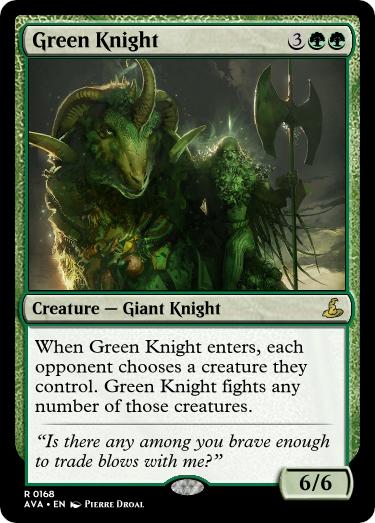 Green Knight 3
Creature — Giant Knight
When Green Knight enters, each
opponent chooses a creature they
control. Green Knight fights any
number of those creatures.
“Is there any among you brave enough
to trade blows with me?”
6/6
R 0168
AVA • EN Pierre Droal